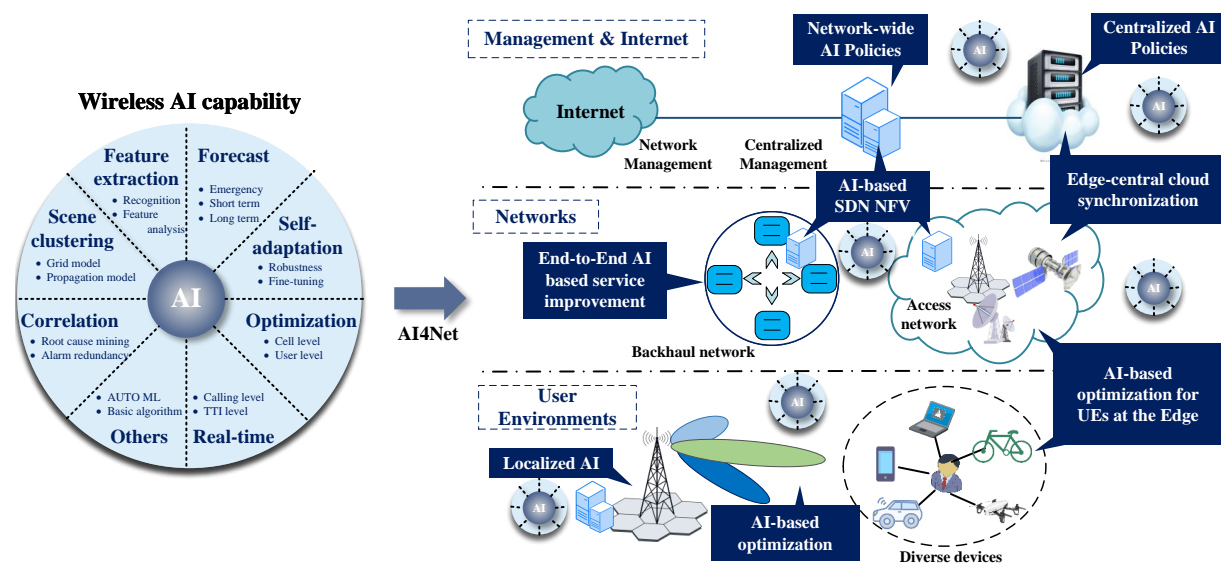 Wireless AI capability
Feature
extraction
• Recognition
• Feature
analysis
Forecast
• Emergency
• Short term
• Long term
Scene
clustering
• Grid model
• Propagation model
Self-
adaptation
• Robustness
• Fine-tuning
AI
Correlation
• Root cause mining
• Alarm redundancy
Optimization
• Cell level
• User level
• AUTO ML
• Basic algorithm
Others
• Calling level
• TTI level
Real-time
AI4Net
Management & Internet
Network-wide
AI Policies
AI
Centralized AI
Policies
AI
Internet
Network
Management
Centralized
Management
Networks
AI-based
SDN NFV
Edge-central cloud
synchronization
End-to-End AI
based service
improvement
AI
AI
Access
network
Backhaul network
User
Environments
AI
AI-based
optimization for
UEs at the Edge
Localized AI
AI
AI-based
optimization
Diverse devices